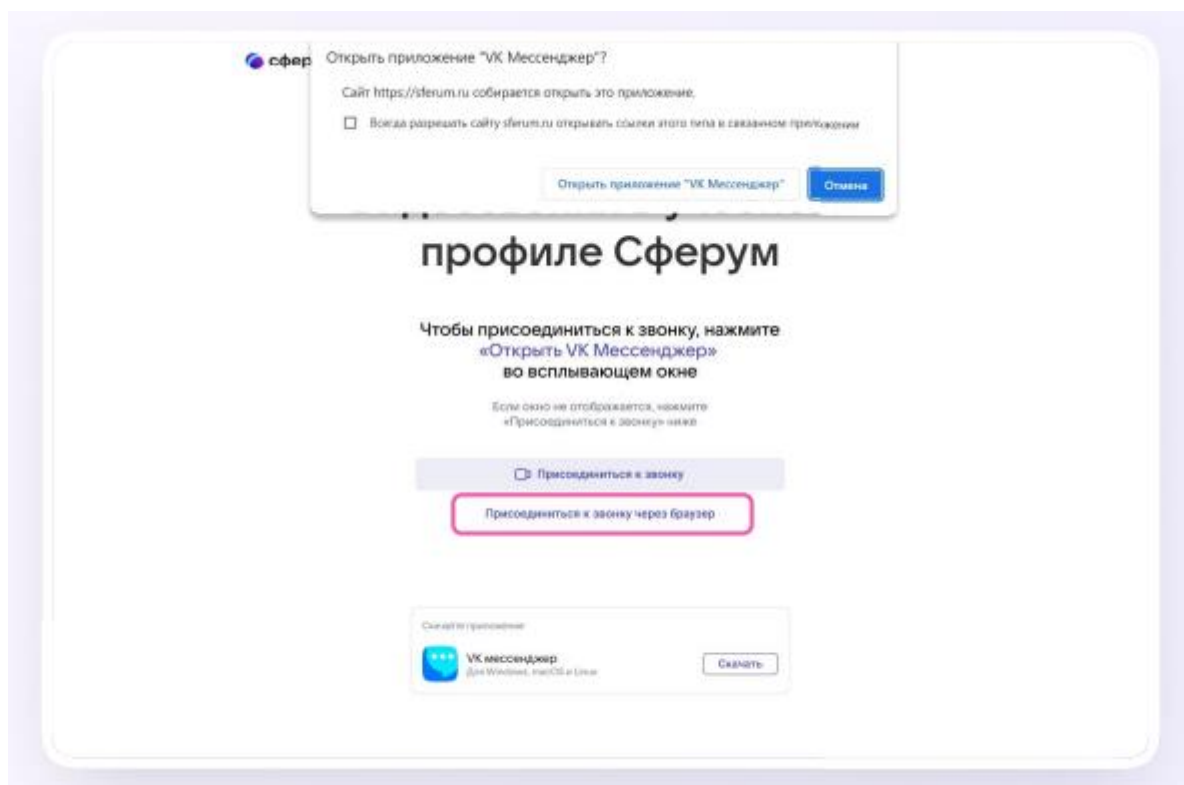 сфер
Открыть приложение "VK Мессенджер"?
Сайт https://sferum.ru собирается открыть это приложение.
Всегда разрешать сайту sferum.ru открывать ссылки этого типа в связанном приложении
Открыть приложение "VK Мессенджер"
Отмена
профиле Сферум
Чтобы присоединиться к звонку, нажмите
«Открыть VK Мессенджер»
во всплывающем окне
Если окно не отображается, нажмите
«Присоединиться к звонку» ниже
Присоединиться к звонку
Присоединиться к звонку через браузер
Скачайте приложение
VK мессенджер
Для Windows, macOS и Linux
Скачать